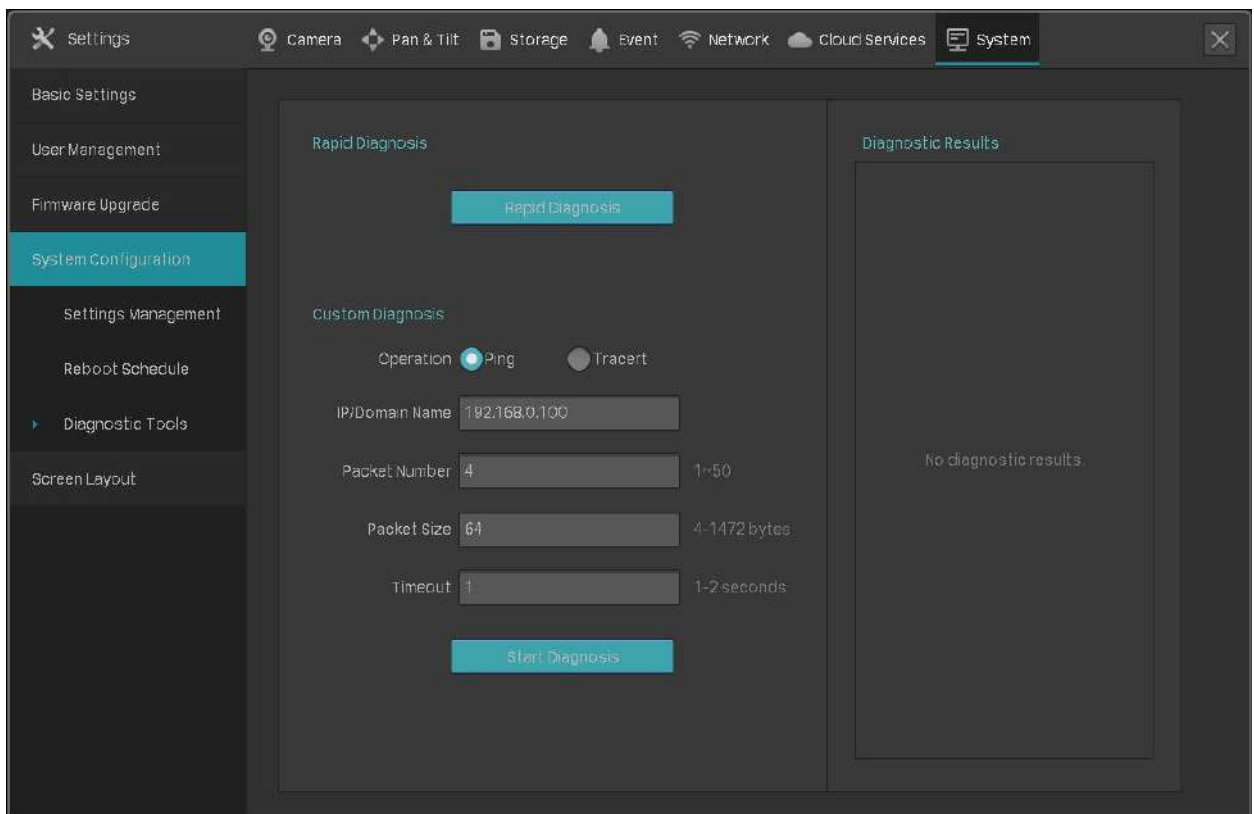 Settings
Camera Pan & Tilt Storage Event Network Cloud Services System
Basic Settings
User Management
Firmware Upgrade
System Configuration
Settings Management
Reboot Schedule
Diagnostic Tools
Screen Layout
Rapid Diagnosis
Rapid Diagnosis
Custom Diagnosis
Operation Ping Tracert
IP/Domain Name 192.168.0.100
Packet Number 4 1~50
Packet Size 64 4-1472 bytes
Timeout 1 1-2 seconds
Start Diagnosis
Diagnostic Results
No diagnostic results.